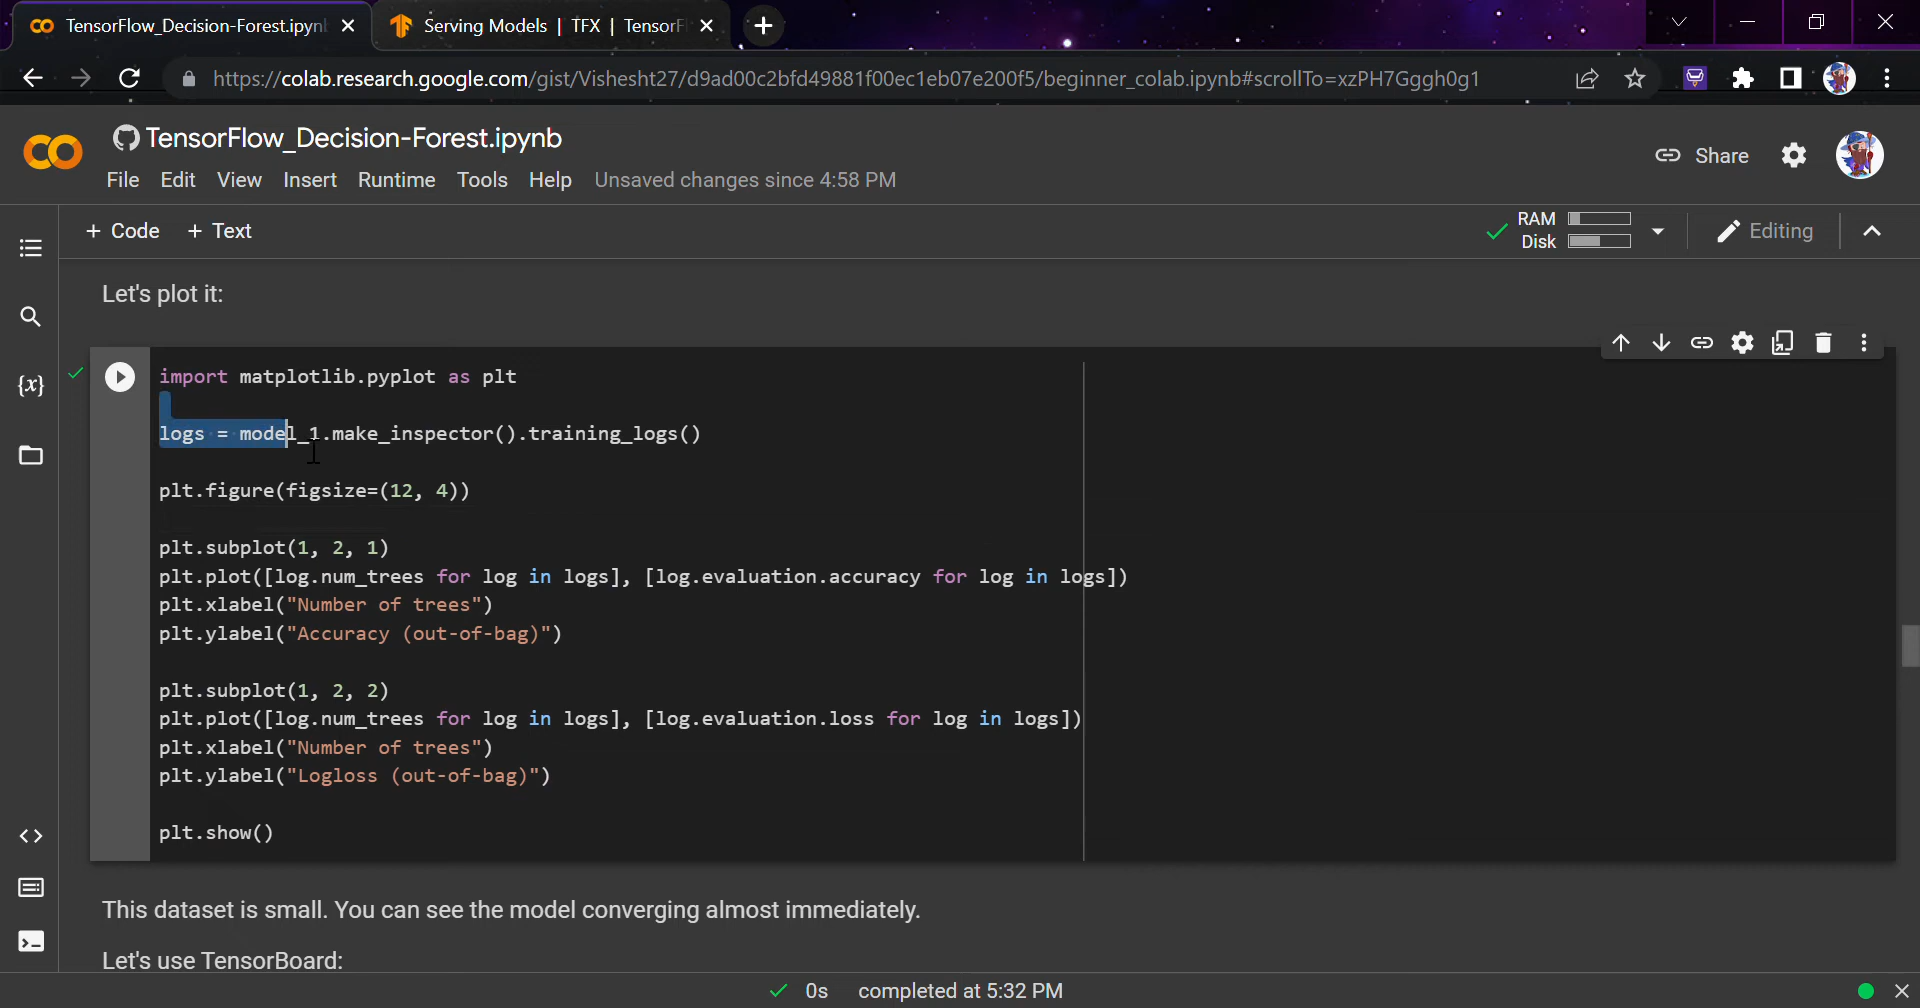 TensorFlow_Decision-Forest.ipynb
Serving Models | TFX | TensorF
https://colab.research.google.com/gist/Vishesht27/d9ad00c2bfd49881f00ec1eb07e200f5/beginner_colab.ipynb#scrollTo=xzPH7Gggh0g1
TensorFlow_Decision-Forest.ipynb
File Edit View Insert Runtime Tools Help Unsaved changes since 4:58 PM
Share
+ Code + Text
RAM
Disk
Editing
Let's plot it:
import matplotlib.pyplot as plt
logs = model_1.make_inspector().training_logs()
plt.figure(figsize=(12, 4))
plt.subplot(1, 2, 1)
plt.plot([log.num_trees for log in logs], [log.evaluation.accuracy for log in logs])
plt.xlabel("Number of trees")
plt.ylabel("Accuracy (out-of-bag)")
plt.subplot(1, 2, 2)
plt.plot([log.num_trees for log in logs], [log.evaluation.loss for log in logs])
plt.xlabel("Number of trees")
plt.ylabel("Logloss (out-of-bag)")
plt.show()
This dataset is small. You can see the model converging almost immediately.
Let's use TensorBoard:
0s completed at 5:32 PM